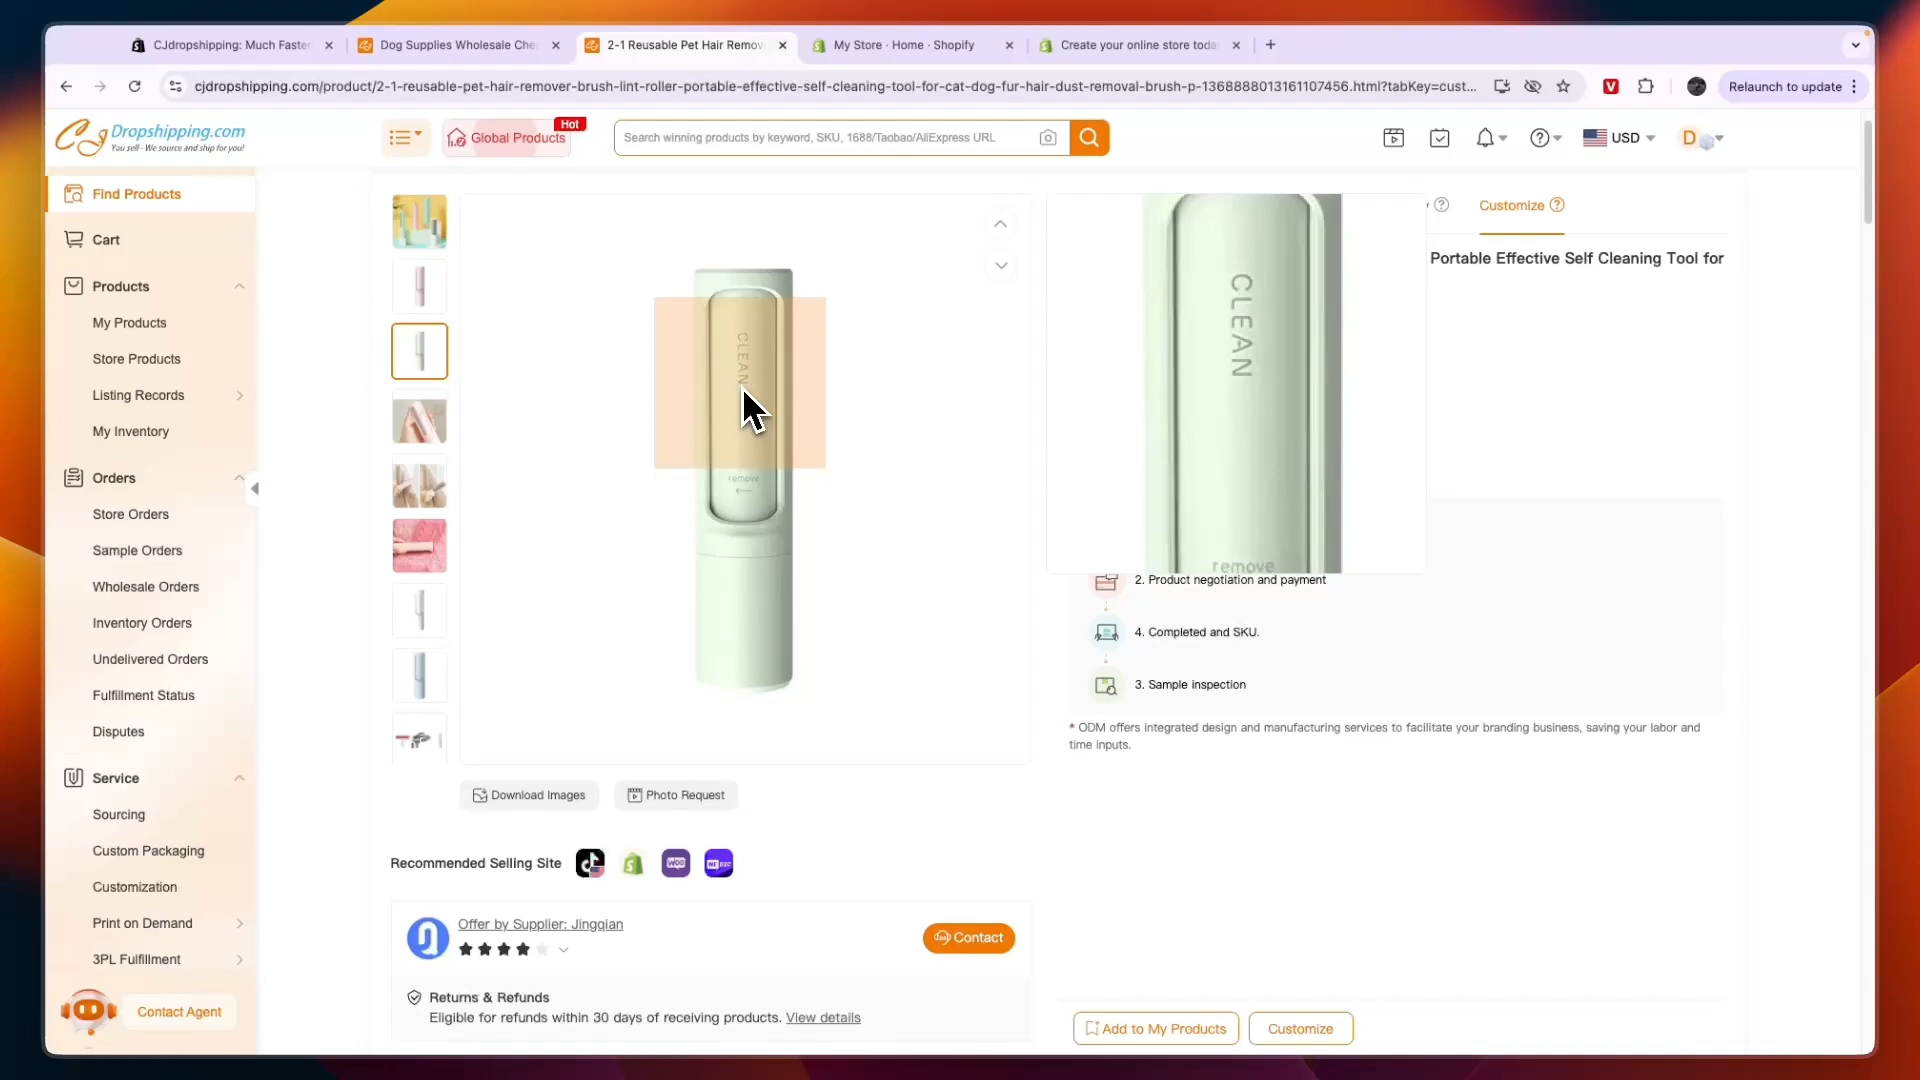 CJdropshipping: Much Faster
Dog Supplies Wholesale Che
2-1 Reusable Pet Hair Remov
My Store · Home · Shopify
Create your online store toda
cjdropshipping.com/product/2-1-reusable-pet-hair-remover-brush-lint-roller-portable-effective-self-cleaning-tool-for-cat-dog-fur-hair-dust-removal-brush-p-1368888013161107456.html?tabKey=cust...
Relaunch to update
CJ Dropshipping.com
You sell - We source and ship for you!
Global Products
Hot
Search winning products by keyword, SKU, 1688/Taobao/AliExpress URL
USD
D
Find Products
Cart
Products
My Products
Store Products
Listing Records
My Inventory
Orders
Store Orders
Sample Orders
Wholesale Orders
Inventory Orders
Undelivered Orders
Fulfillment Status
Disputes
Service
Sourcing
Custom Packaging
Customization
Print on Demand
3PL Fulfillment
Contact Agent
CLEAN
remove
CLEAN
remove
Customize
Portable Effective Self Cleaning Tool for
2. Product negotiation and payment
4. Completed and SKU.
3. Sample inspection
* ODM offers integrated design and manufacturing services to facilitate your branding business, saving your labor and
time inputs.
Download Images
Photo Request
Recommended Selling Site
Offer by Supplier: Jingqian
Contact
Returns & Refunds
Eligible for refunds within 30 days of receiving products. View details
Add to My Products
Customize